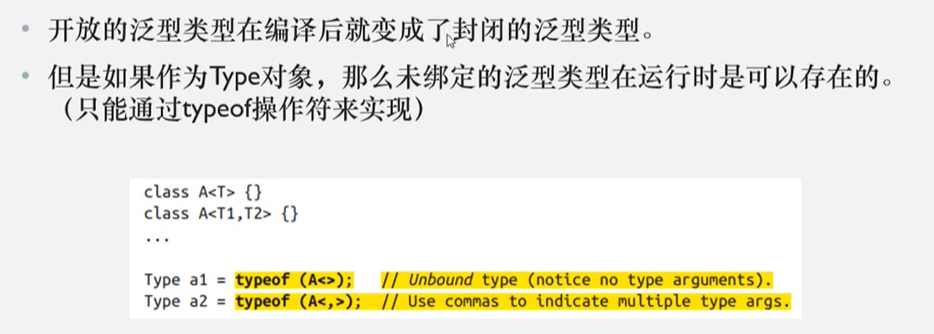 • 开放的泛型类型在编译后就变成了封闭的泛型类型。
• 但是如果作为Type对象，那么未绑定的泛型类型在运行时是可以存在的。
（只能通过typeof操作符来实现）
class A<T> {}
class A<T1,T2> {}
...
Type a1 = typeof (A<>);   // Unbound type (notice no type arguments).
Type a2 = typeof (A<,>);  // Use commas to indicate multiple type args.